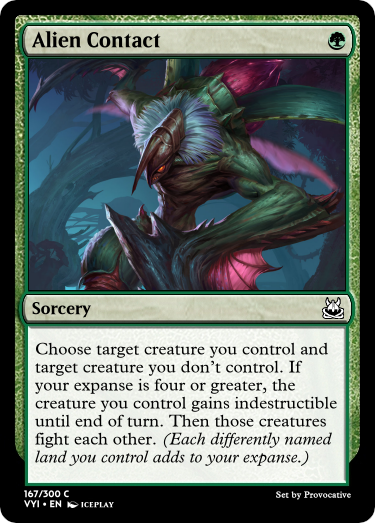 Alien Contact
Sorcery
Choose target creature you control and
target creature you don't control. If
your expanse is four or greater, the
creature you control gains indestructible
until end of turn. Then those creatures
fight each other. (Each differently named
land you control adds to your expanse.)
167/300 C
VYI • EN ICEPLAY
Set by Provocative